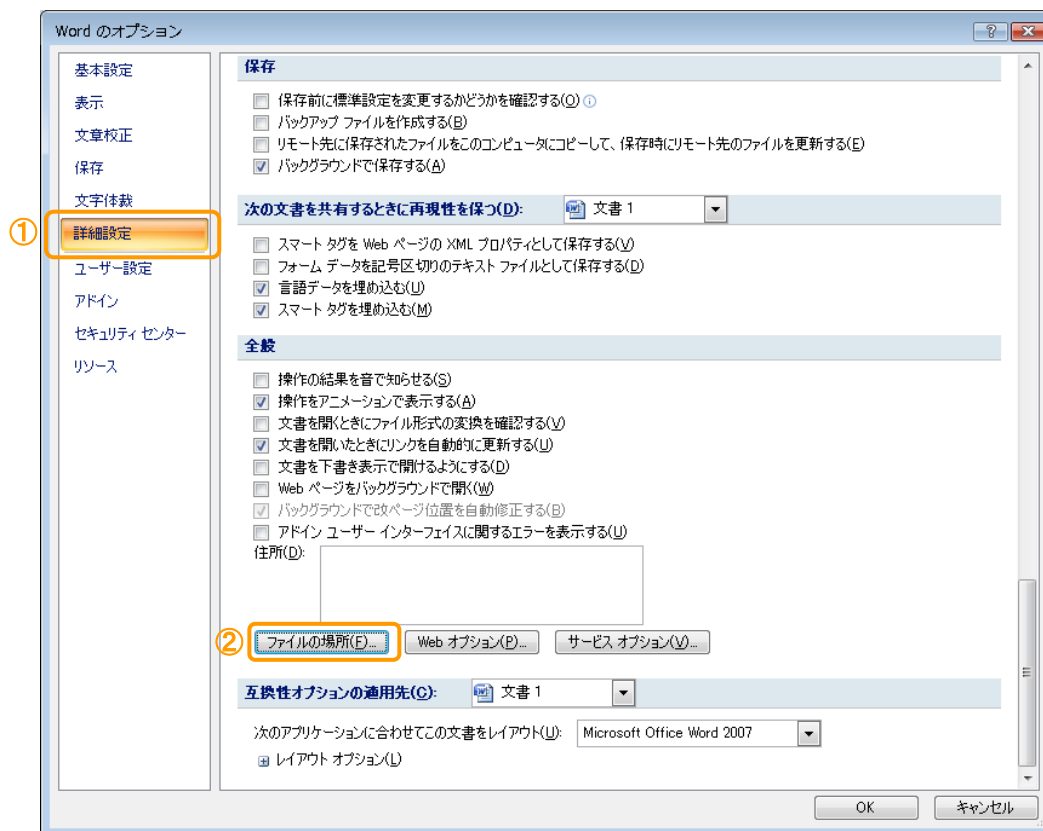 Word のオプション
基本設定
表示
文章校正
保存
文字体裁
① 詳細設定
ユーザー設定
アドイン
セキュリティ センター
リソース
保存
保存前に標準設定を変更するかどうかを確認する(O)
バックアップ ファイルを作成する(B)
リモート先に保存されたファイルをこのコンピュータにコピーして、保存時にリモート先のファイルを更新する(E)
バックグラウンドで保存する(A)
次の文書を共有するときに再現性を保つ(D): 文書 1
スマート タグを Web ページの XML プロパティとして保存する(V)
フォーム データを記号区切りのテキスト ファイルとして保存する(D)
言語データを埋め込む(U)
スマート タグを埋め込む(M)
全般
操作の結果を音で知らせる(S)
操作をアニメーションで表示する(A)
文書を開くときにファイル形式の変換を確認する(V)
文書を開いたときにリンクを自動的に更新する(U)
文書を下書き表示で開けるようにする(D)
Web ページをバックグラウンドで開く(W)
バックグラウンドで改ページ位置を自動修正する(B)
アドイン ユーザー インターフェイスに関するエラーを表示する(U)
住所(D):
② ファイルの場所(F)... Web オプション(P)... サービス オプション(V)...
互換性オプションの適用先(C): 文書 1
次のアプリケーションに合わせてこの文書をレイアウト(U): Microsoft Office Word 2007
レイアウト オプション(L)
OK キャンセル